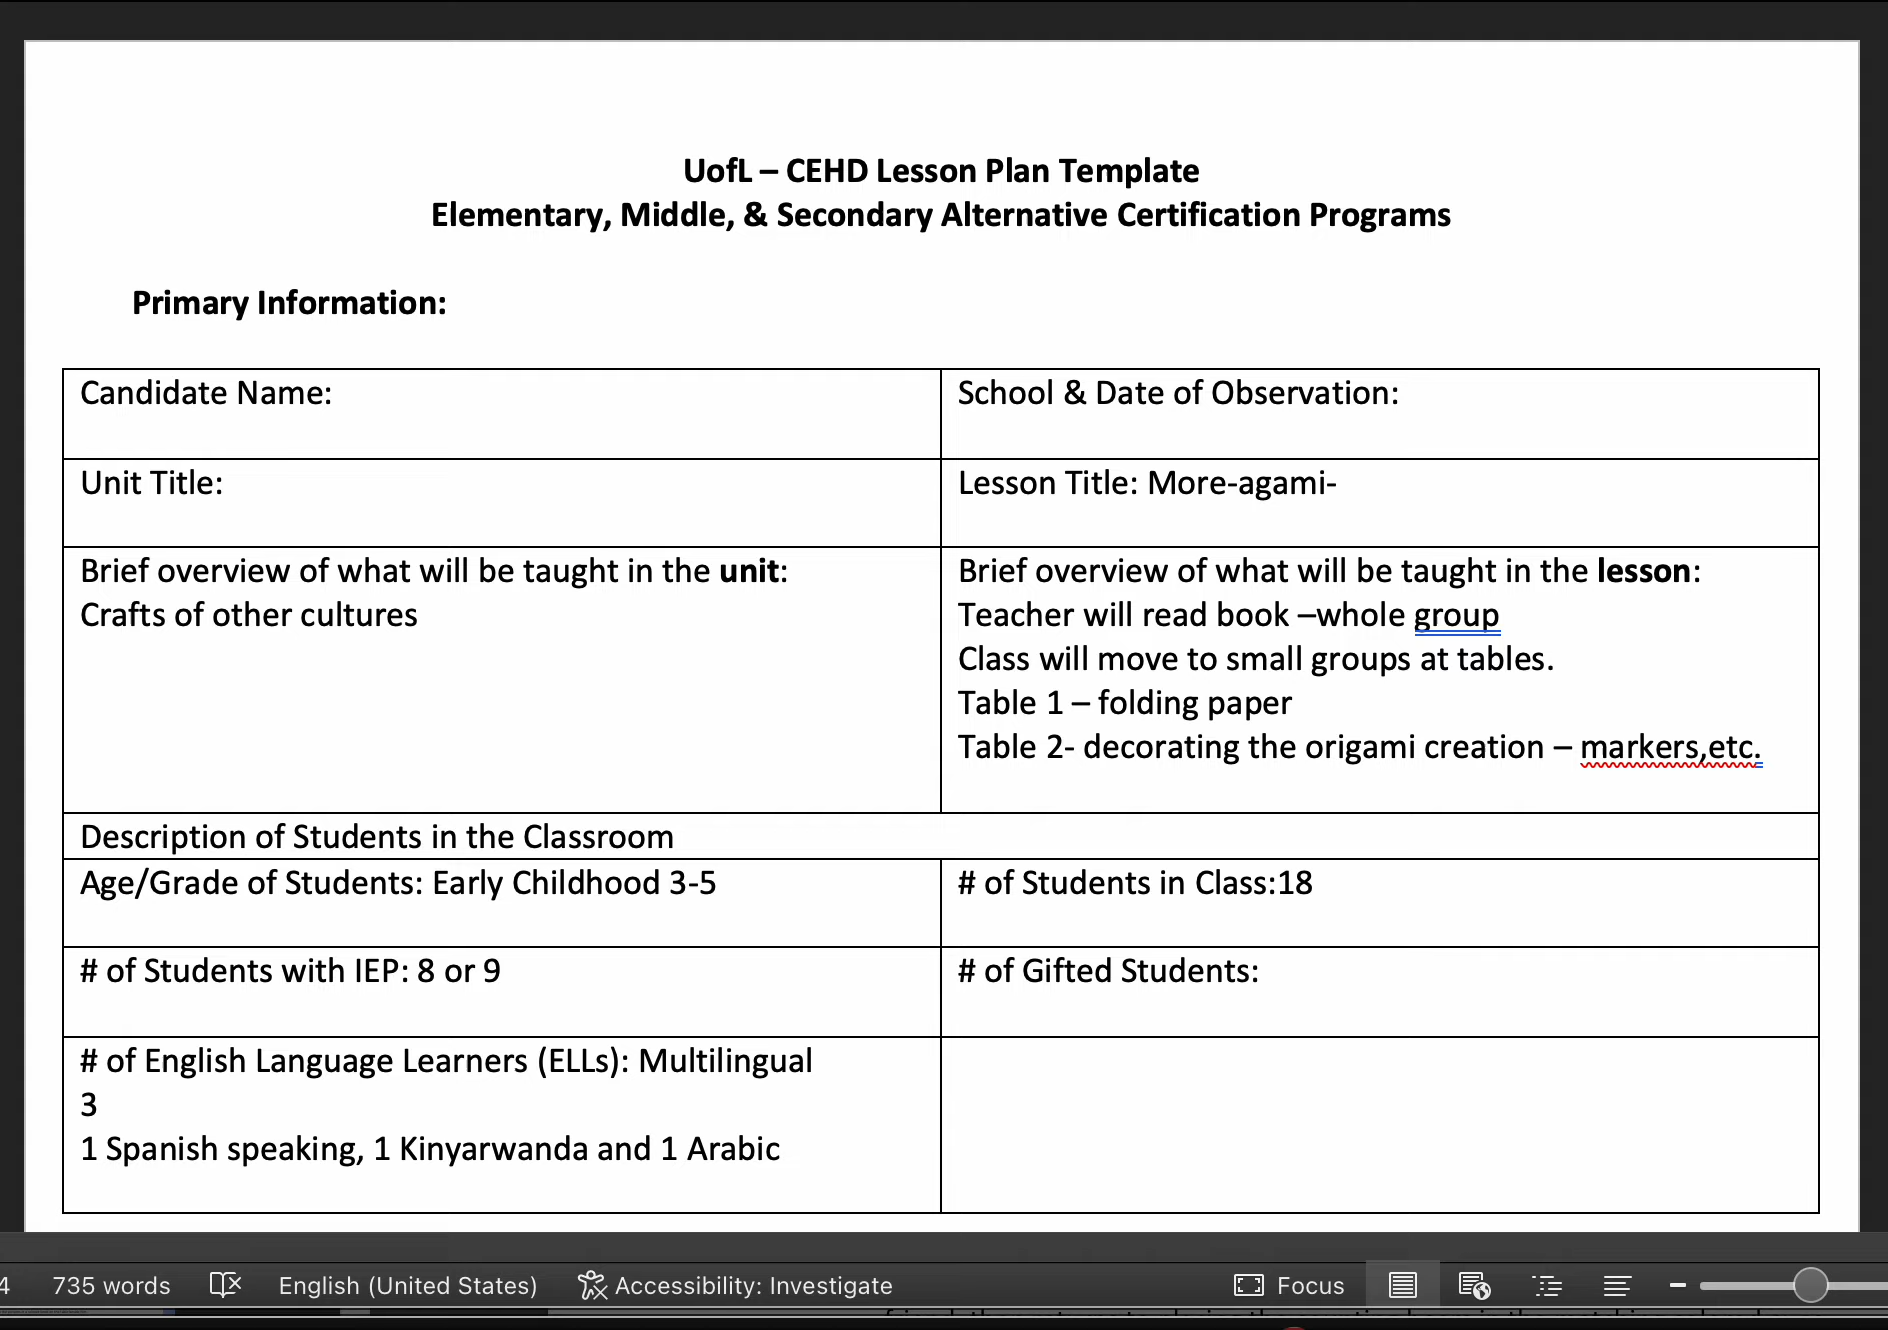 UofL – CEHD Lesson Plan Template
Elementary, Middle, & Secondary Alternative Certification Programs
Primary Information:
Candidate Name:
School & Date of Observation:
Unit Title:
Lesson Title: More-agami-
Brief overview of what will be taught in the unit:
Crafts of other cultures
Brief overview of what will be taught in the lesson:
Teacher will read book –whole group
Class will move to small groups at tables.
Table 1 – folding paper
Table 2- decorating the origami creation – markers,etc.
Description of Students in the Classroom
Age/Grade of Students: Early Childhood 3-5
# of Students in Class:18
# of Students with IEP: 8 or 9
# of Gifted Students:
# of English Language Learners (ELLs): Multilingual
3
1 Spanish speaking, 1 Kinyarwanda and 1 Arabic
4 735 words English (United States) Accessibility: Investigate Focus